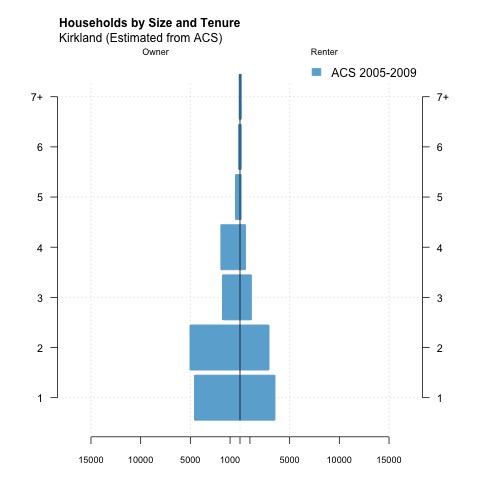 Households by Size and Tenure
Kirkland (Estimated from ACS)
Owner Renter
ACS 2005-2009
7+ 7+
6 6
5 5
4 4
3 3
2 2
1 1
15000 10000 5000 1000 5000 10000 15000